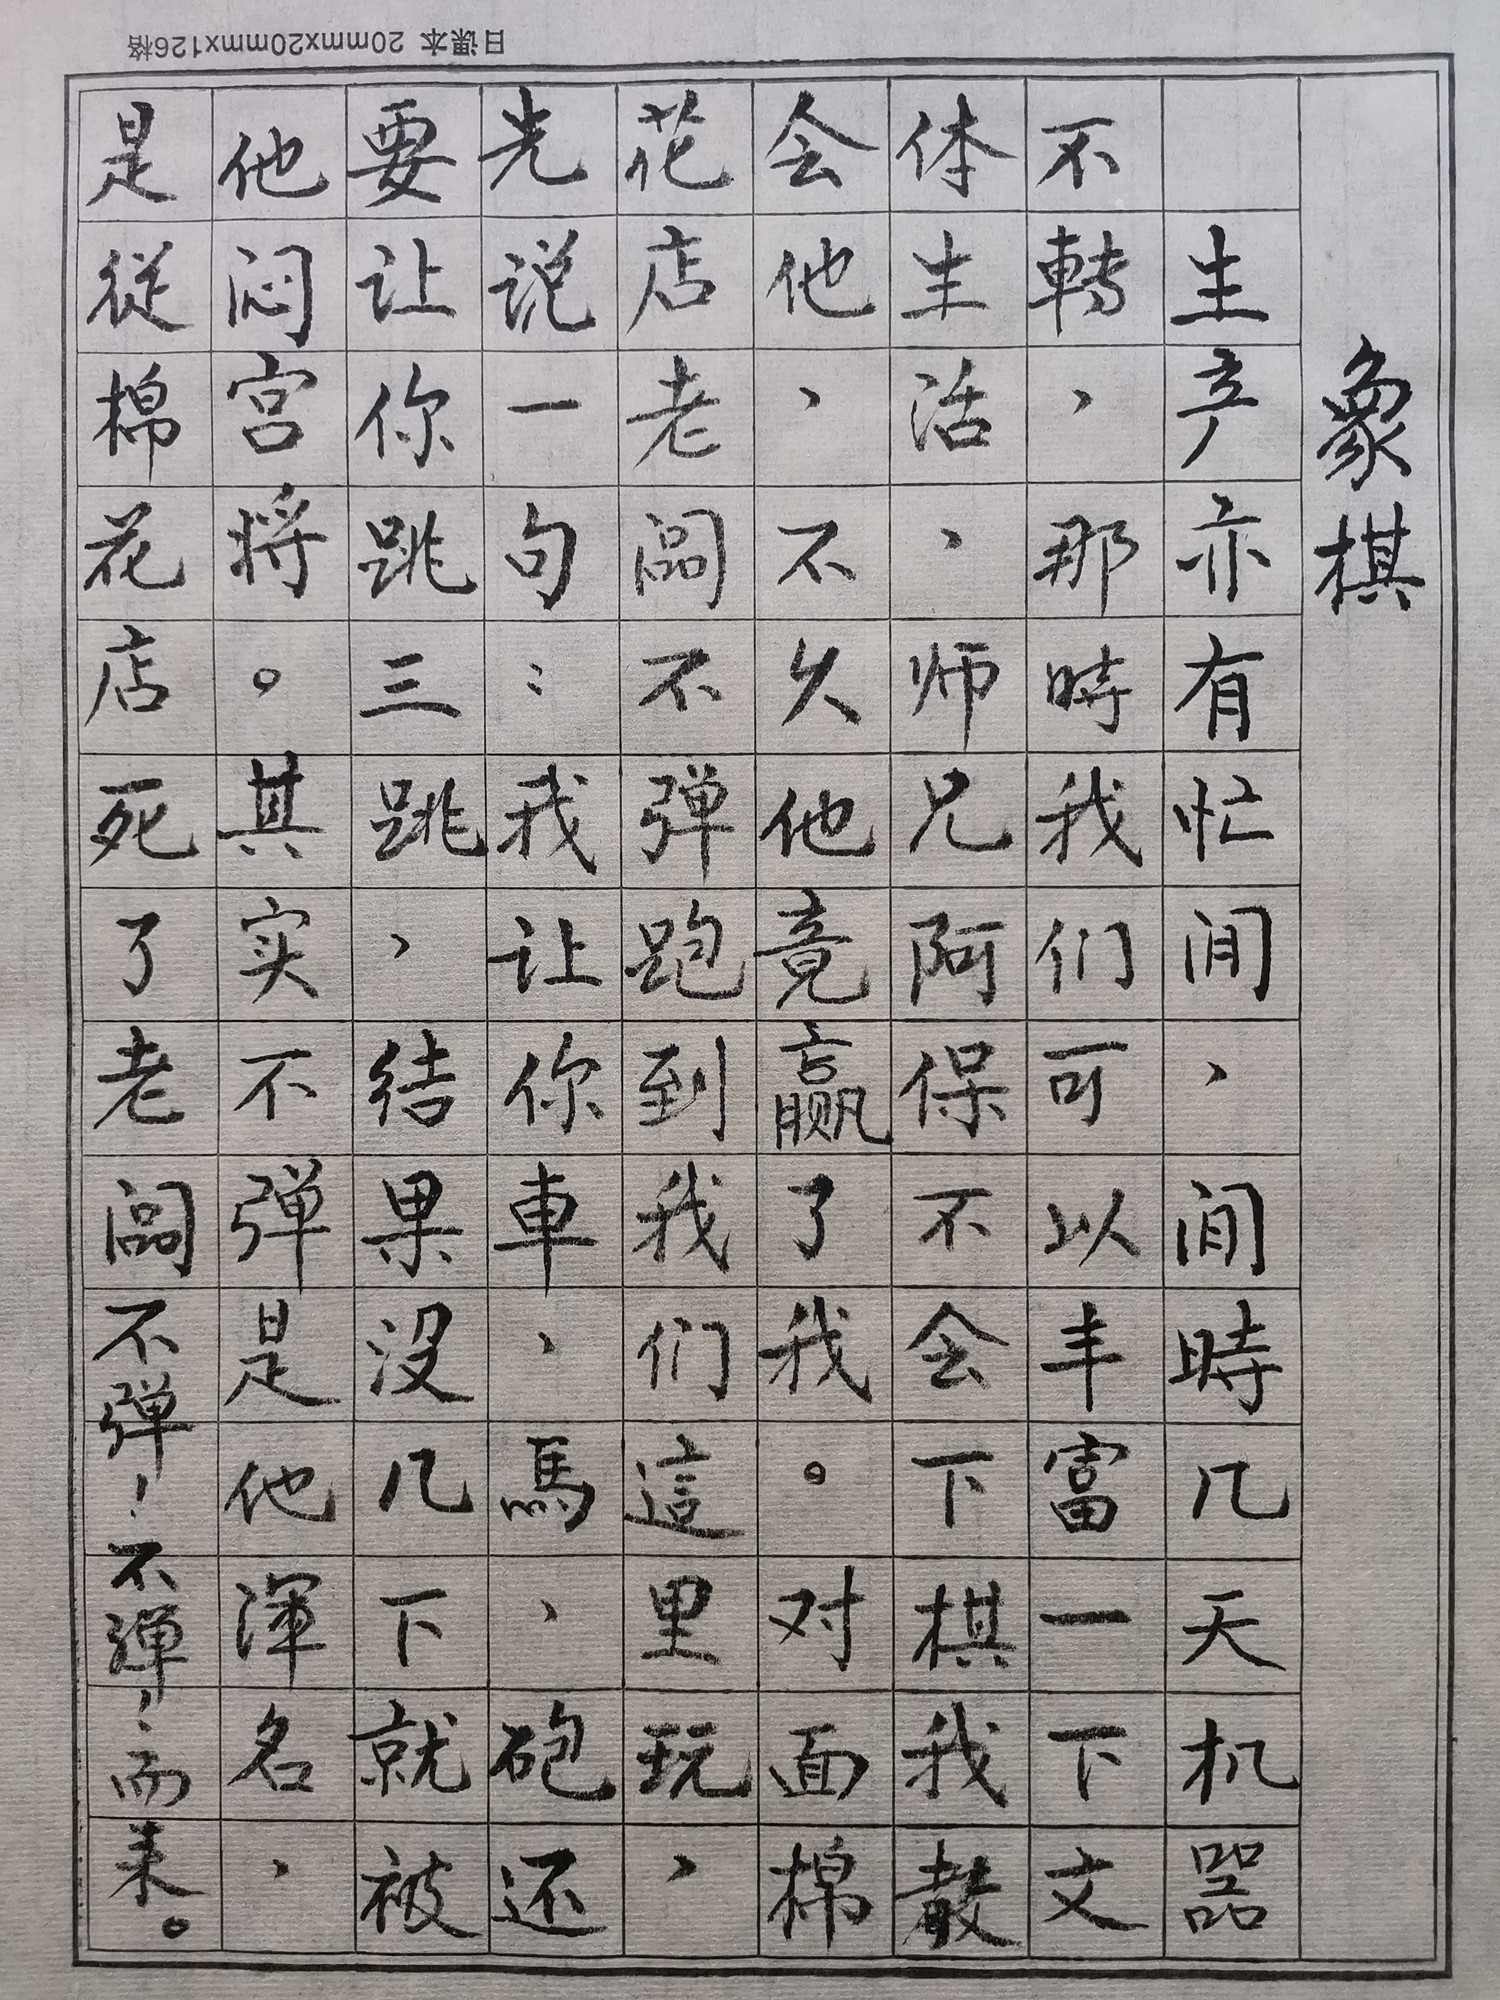 象棋
生产亦有忙闲，闲時几天机器
不轉，那時我们可以丰富一下文
体生活，师兄阿保不会下棋我教
会他，不久他竟赢了我。对面棉
花店老闆不弹跑到我们這里玩，
光说一句：我让你車，馬，砲还
要让你跳三跳，结果没几下就被
他闷宫将。其实不弹是他渾名，
是從棉花店死了老闆不弹！不弹！而来。
日课本 20mmx20mmx126格